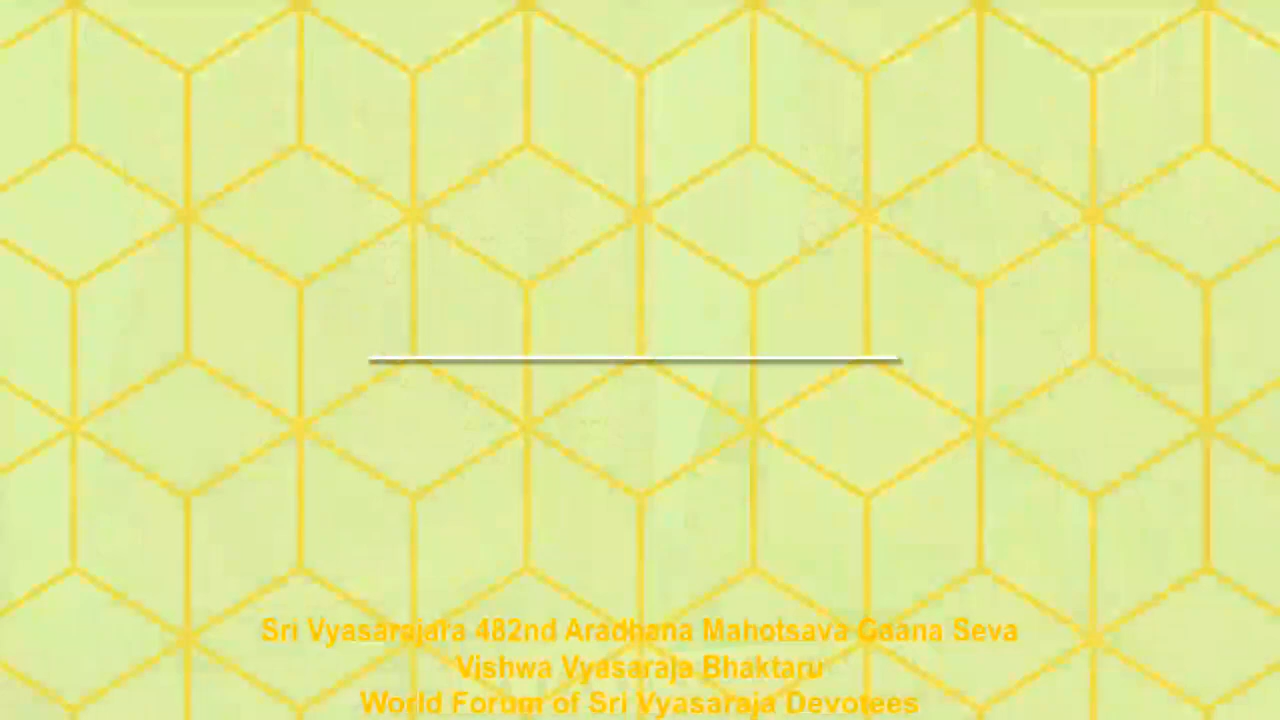 Sri Vyasarajara 482nd Aradhana Mahotsava Gaana Seva
Vishwa Vyasaraja Bhaktaru
World Forum of Sri Vyasaraja Devotees